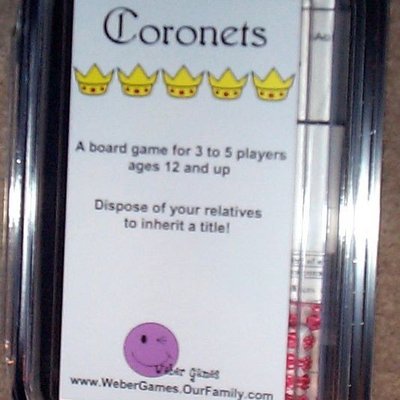 Coronets
A board game for 3 to 5 players
ages 12 and up
Dispose of your relatives
to inherit a title!
Weber Games
www.WeberGames.OurFamily.com